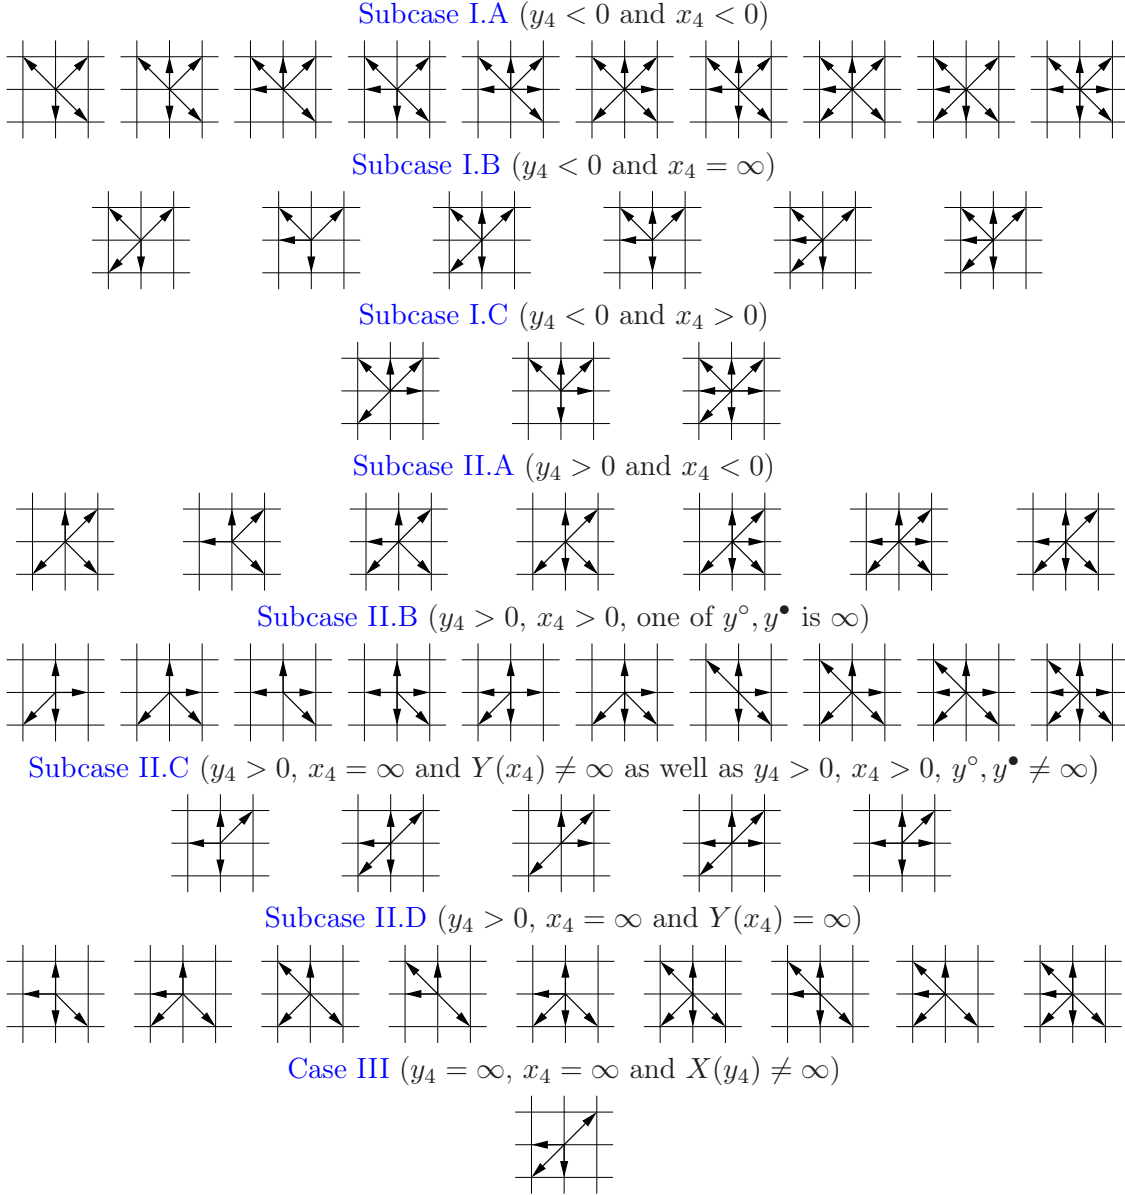 Subcase I.A (y₄ < 0 and x₄ < 0)
Subcase I.B (y₄ < 0 and x₄ = ∞)
Subcase I.C (y₄ < 0 and x₄ > 0)
Subcase II.A (y₄ > 0 and x₄ < 0)
Subcase II.B (y₄ > 0, x₄ > 0, one of y°, y• is ∞)
Subcase II.C (y₄ > 0, x₄ = ∞ and Y(x₄) ≠ ∞ as well as y₄ > 0, x₄ > 0, y°, y• ≠ ∞)
Subcase II.D (y₄ > 0, x₄ = ∞ and Y(x₄) = ∞)
Case III (y₄ = ∞, x₄ = ∞ and X(y₄) ≠ ∞)